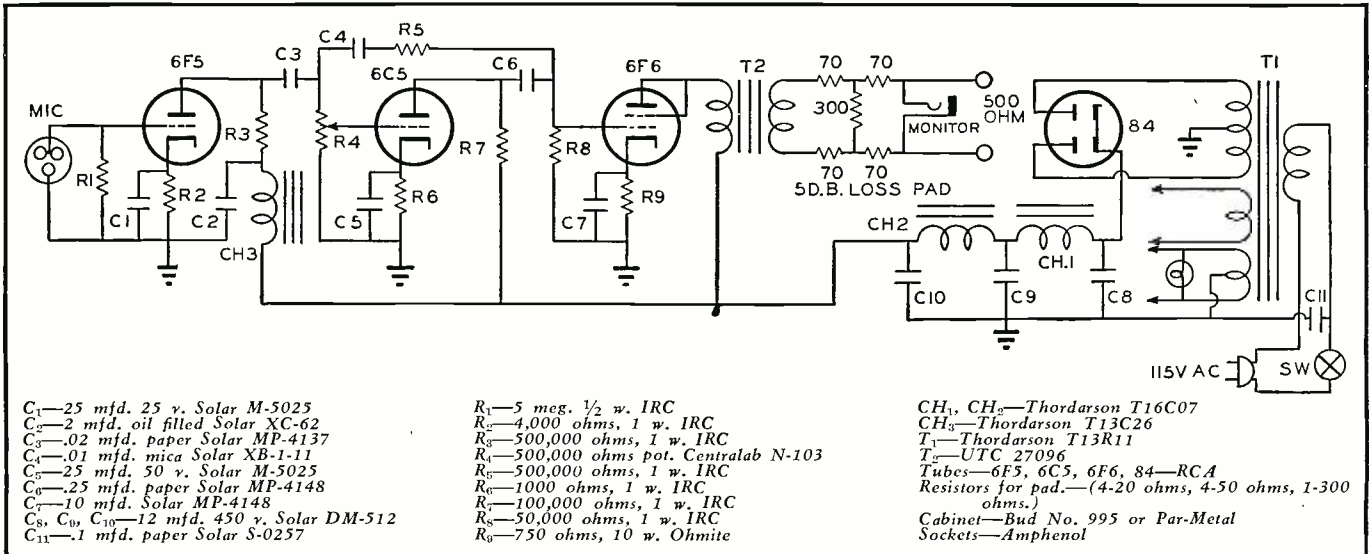 MIC
6F5
R1
C1
R2
C2
R3
CH3
C3
C4
R5
R4
6C5
C5
R6
C6
R7
R8
6F6
C7
R9
T2
70 70
300
70 70
MONITOR
500
OHM
5D.B. LOSS PAD
84
T1
CH2
CH.1
C10
C9
C8
C11
115V AC
SW
C₁—25 mfd. 25 v. Solar M-5025
C₂—2 mfd. oil filled Solar XC-62
C₃—.02 mfd. paper Solar MP-4137
C₄—.01 mfd. mica Solar XB-1-11
C₅—25 mfd. 50 v. Solar M-5025
C₆—.25 mfd. paper Solar MP-4148
C₇—10 mfd. Solar MP-4148
C₈, C₉, C₁₀—12 mfd. 450 v. Solar DM-512
C₁₁—.1 mfd. paper Solar S-0257
R₁—5 meg. ½ w. IRC
R₂—4,000 ohms, 1 w. IRC
R₃—500,000 ohms, 1 w. IRC
R₄—500,000 ohms pot. Centralab N-103
R₅—500,000 ohms, 1 w. IRC
R₆—1000 ohms, 1 w. IRC
R₇—100,000 ohms, 1 w. IRC
R₈—50,000 ohms, 1 w. IRC
R₉—750 ohms, 10 w. Ohmite
CH₁, CH₂—Thordarson T16C07
CH₃—Thordarson T13C26
T₁—Thordarson T13R11
T₂—UTC 27096
Tubes—6F5, 6C5, 6F6, 84—RCA
Resistors for pad.—(4-20 ohms, 4-50 ohms, 1-300
ohms.)
Cabinet—Bud No. 995 or Par-Metal
Sockets—Amphenol